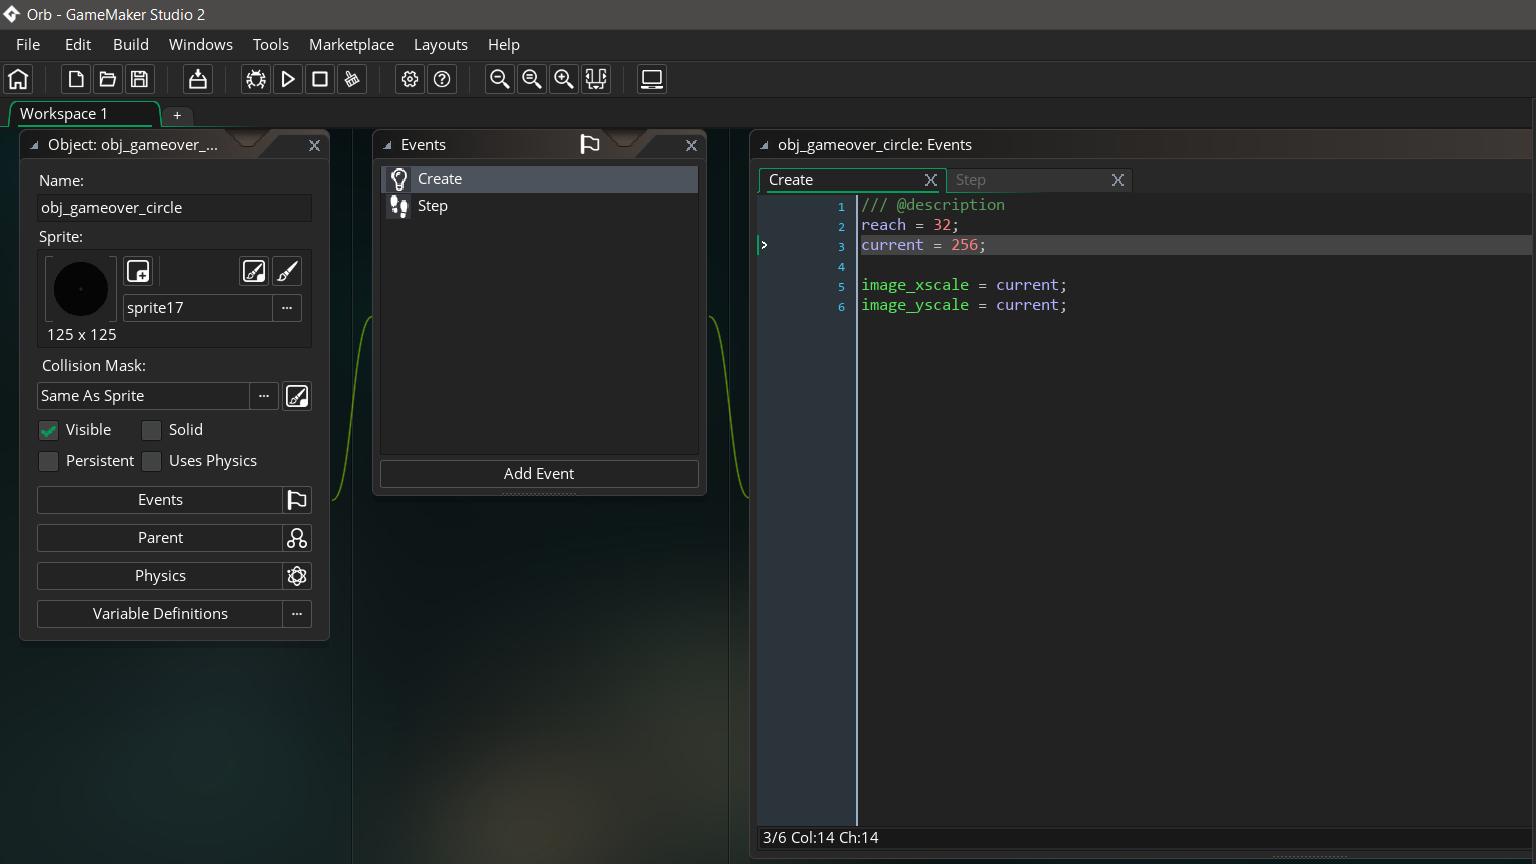 Orb - GameMaker Studio 2
File Edit Build Windows Tools Marketplace Layouts Help
Workspace 1 +
Object: obj_gameover_...
Name:
obj_gameover_circle
Sprite:
sprite17 ...
125 x 125
Collision Mask:
Same As Sprite ...
Visible Solid
Persistent Uses Physics
Events
Parent
Physics
Variable Definitions ...
Events
Create
Step
Add Event
obj_gameover_circle: Events
Create Step
1 /// @description
2 reach = 32;
3 current = 256;
4
5 image_xscale = current;
6 image_yscale = current;
3/6 Col:14 Ch:14